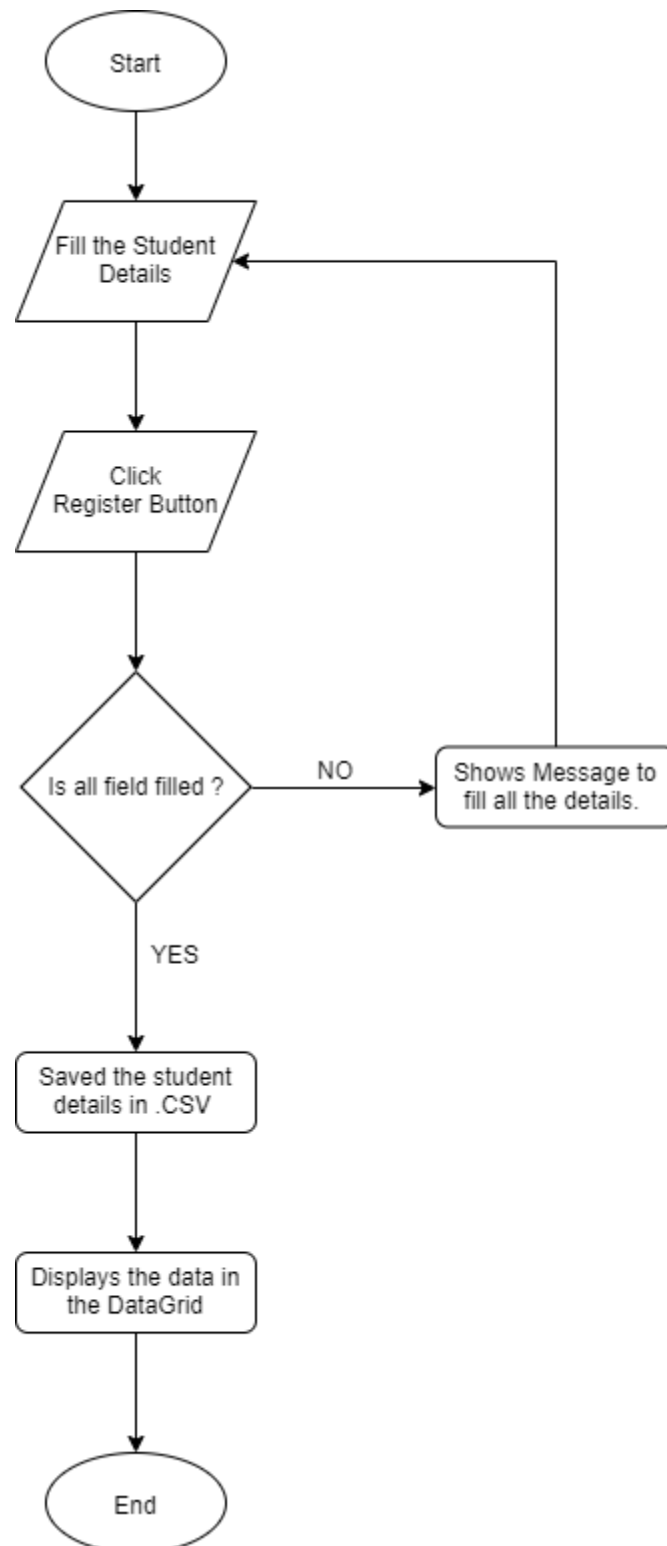 Start
Fill the Student
Details
Click
Register Button
Is all field filled ?
NO
Shows Message to
fill all the details.
YES
Saved the student
details in .CSV
Displays the data in
the DataGrid
End